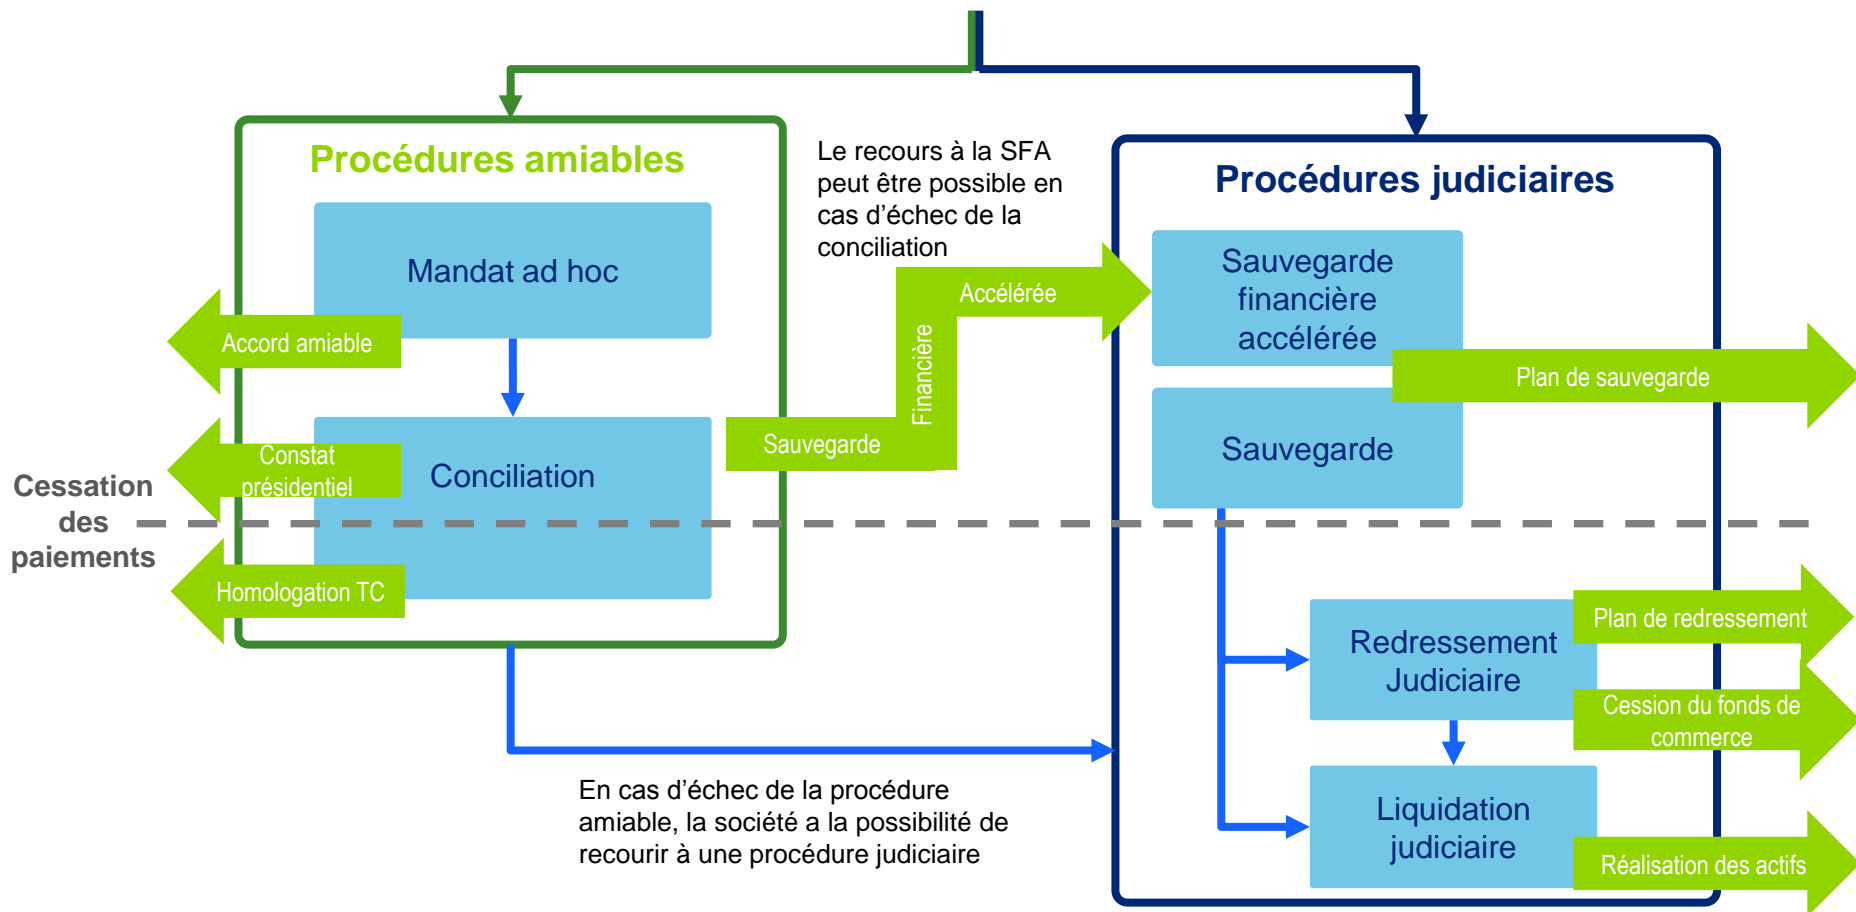 Procédures amiables
Mandat ad hoc
Accord amiable
Constat
présidentiel
Conciliation
Cessation
des
paiements
Homologation TC
Le recours à la SFA
peut être possible en
cas d’échec de la
conciliation
Sauvegarde
Financière
Accélérée
Procédures judiciaires
Sauvegarde
financière
accélérée
Plan de sauvegarde
Sauvegarde
Redressement
Judiciaire
Plan de redressement
Cession du fonds de
commerce
Liquidation
judiciaire
Réalisation des actifs
En cas d’échec de la procédure
amiable, la société a la possibilité de
recourir à une procédure judiciaire